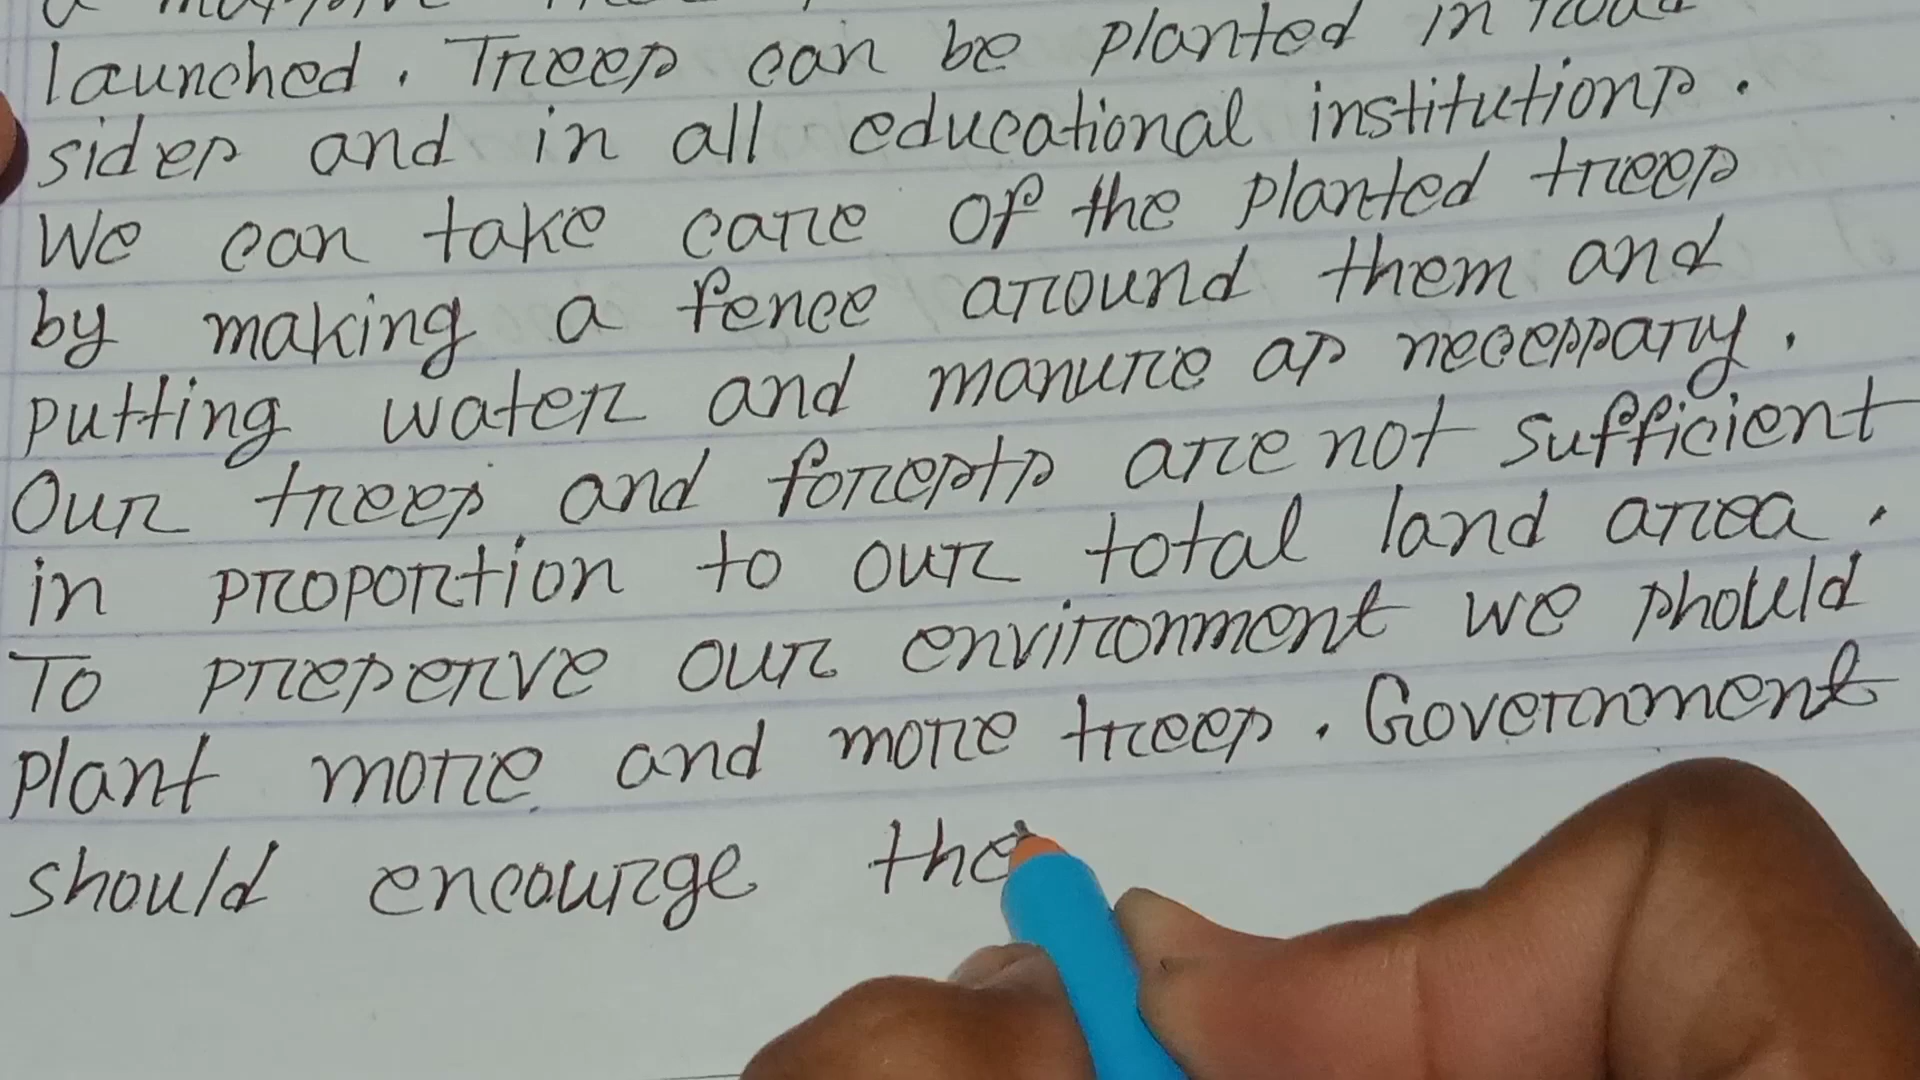 launched. Trees can be planted in road
sides and in all educational institutions.
We can take care of the planted trees
by making a fence around them and
putting water and manure as necessary.
Our trees and forests are not sufficient
in proportion to our total land area.
To preserve our environment we should
plant more and more trees. Government
should encourge the